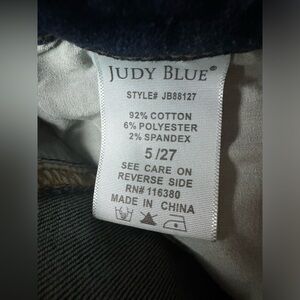 JUDY BLUE®
STYLE# JB88127
92% COTTON
6% POLYESTER
2% SPANDEX
5 /27
SEE CARE ON
REVERSE SIDE
RN# 116380
MADE IN CHINA